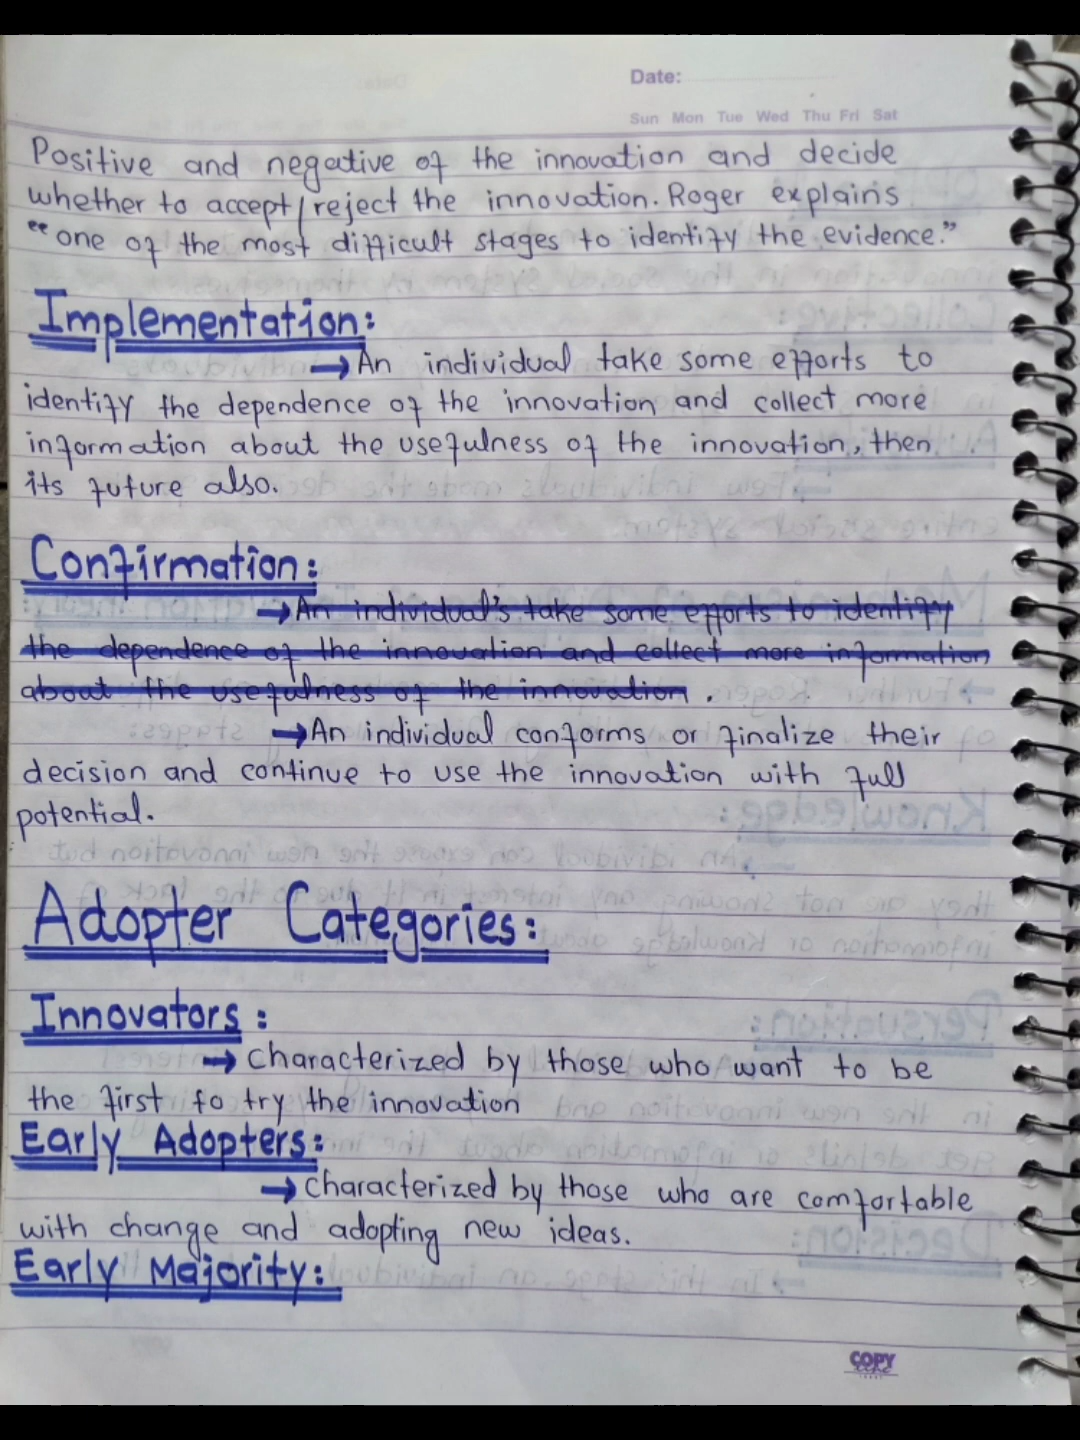 Date:
Sun Mon Tue Wed Thu Fri Sat
Positive and negative of the innovation and decide
whether to accept/reject the innovation. Roger explains
"one of the most difficult stages to identify the evidence."
Implementation:
→ An individual take some efforts to
identify the dependence of the innovation and collect more
information about the usefulness of the innovation, then
its future also.
Confirmation:
→ An individual's take some efforts to identify
the dependence of the innovation and collect more information
about the usefulness of the innovation.
→ An individual conforms or finalize their
decision and continue to use the innovation with full
potential.
Adopter Categories:
Innovators:
→ Characterized by those who want to be
the first to try the innovation
Early Adopters:
→ Characterized by those who are comfortable
with change and adopting new ideas.
Early Majority:
COPY